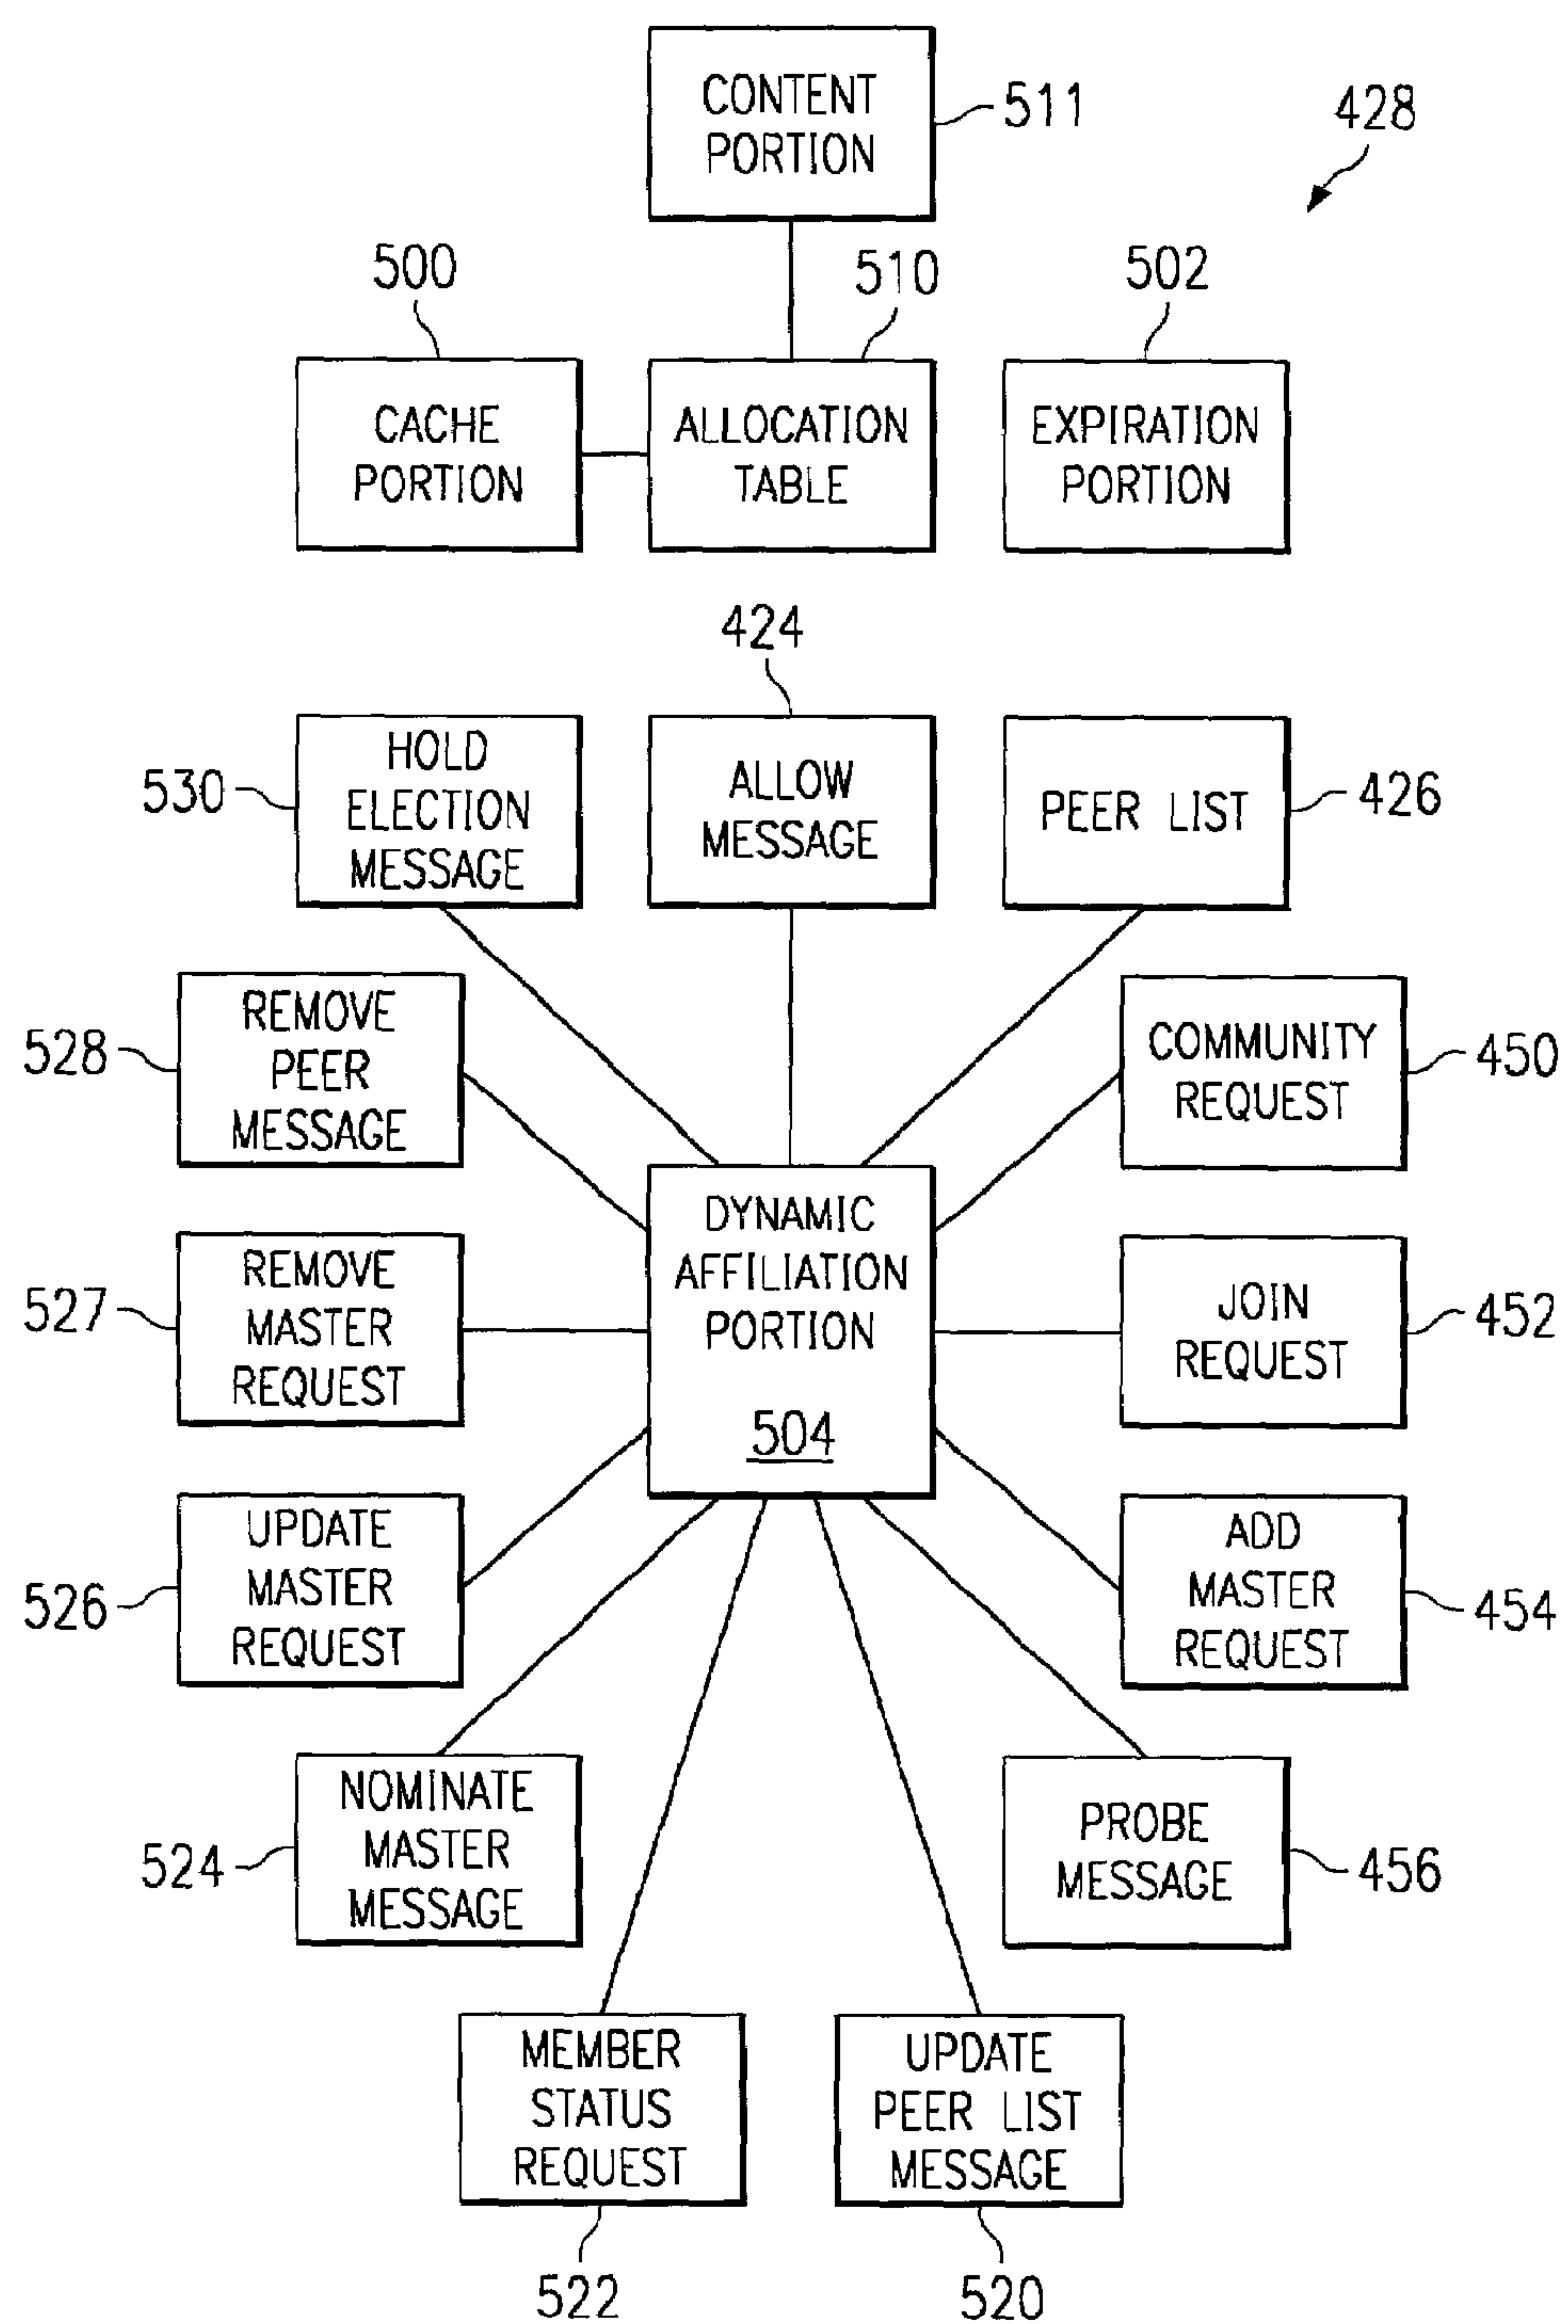 CONTENT
PORTION
511
428
500
510
502
CACHE
PORTION
ALLOCATION
TABLE
EXPIRATION
PORTION
424
530
HOLD
ELECTION
MESSAGE
ALLOW
MESSAGE
PEER LIST
426
528
REMOVE
PEER
MESSAGE
COMMUNITY
REQUEST
450
527
REMOVE
MASTER
REQUEST
DYNAMIC
AFFILIATION
PORTION
504
JOIN
REQUEST
452
526
UPDATE
MASTER
REQUEST
ADD
MASTER
REQUEST
454
524
NOMINATE
MASTER
MESSAGE
PROBE
MESSAGE
456
MEMBER
STATUS
REQUEST
UPDATE
PEER LIST
MESSAGE
522
520